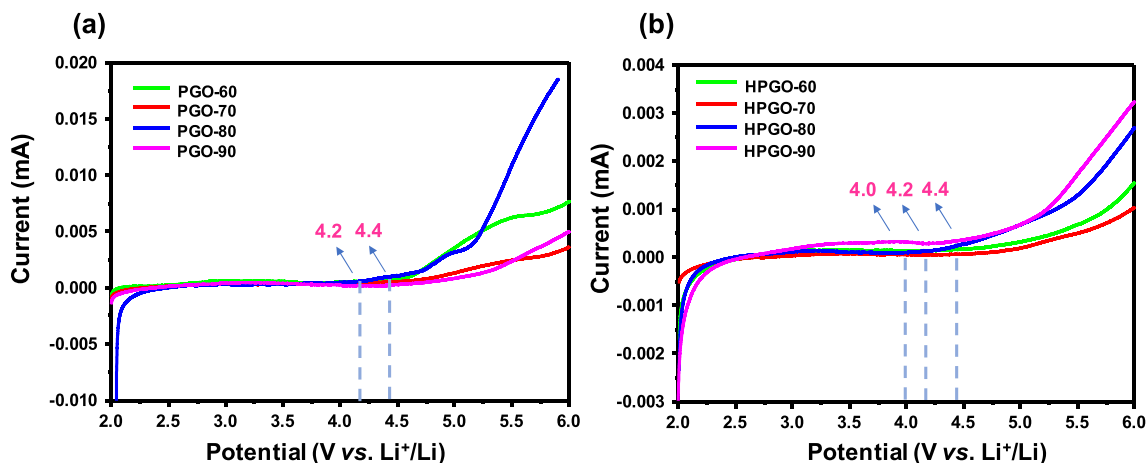 (a)
0.020
0.015
0.010
0.005
0.000
-0.005
-0.010
Current (mA)
PGO-60
PGO-70
PGO-80
PGO-90
4.2 4.4
2.0 2.5 3.0 3.5 4.0 4.5 5.0 5.5 6.0
Potential (V vs. Li⁺/Li)
(b)
0.004
0.003
0.002
0.001
0.000
-0.001
-0.002
-0.003
Current (mA)
HPGO-60
HPGO-70
HPGO-80
HPGO-90
4.0 4.2 4.4
2.0 2.5 3.0 3.5 4.0 4.5 5.0 5.5 6.0
Potential (V vs. Li⁺/Li)